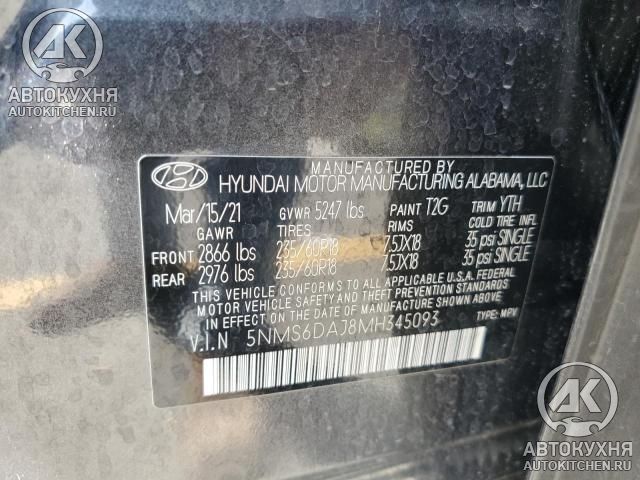 AK
АВТОКУХНЯ
AUTOKITCHEN.RU
MANUFACTURED BY
HYUNDAI MOTOR MANUFACTURING ALABAMA, LLC
Mar/15/21 GVWR 5247 lbs PAINT T2G TRIM YTH
GAWR TIRES RIMS COLD TIRE INFL
FRONT 2866 lbs 235/60R18 7.5JX18 35 psi SINGLE
REAR 2976 lbs 235/60R18 7.5JX18 35 psi SINGLE
THIS VEHICLE CONFORMS TO ALL APPLICABLE U.S.A. FEDERAL
MOTOR VEHICLE SAFETY AND THEFT PREVENTION STANDARDS
IN EFFECT ON THE DATE OF MANUFACTURE SHOWN ABOVE.
V.I.N 5NMS6DAJ8MH345093 TYPE: MPV
AK
АВТОКУХНЯ
AUTOKITCHEN.RU